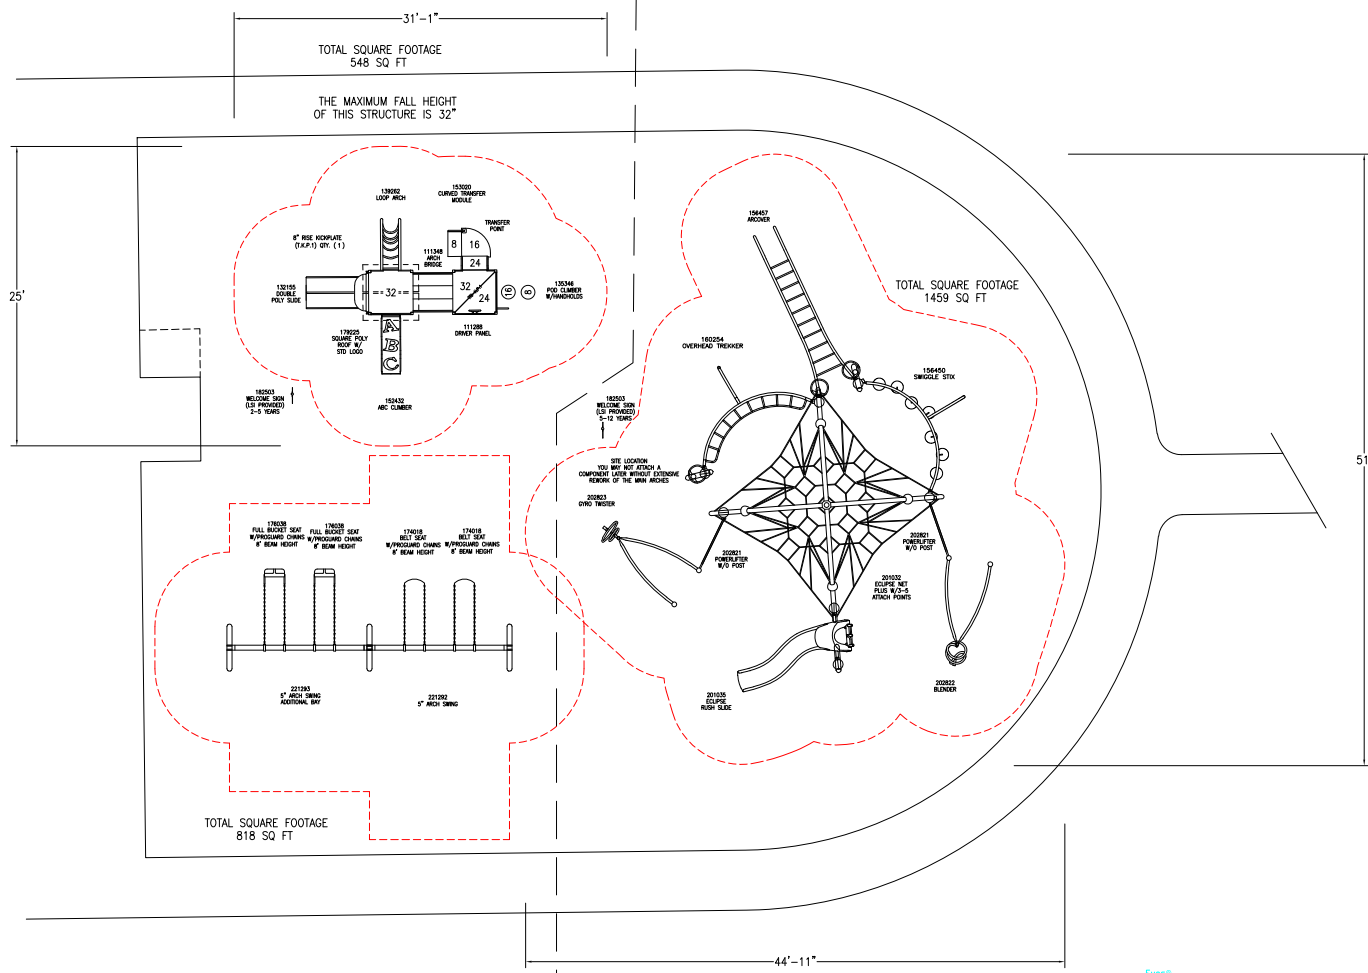 31'-1"
TOTAL SQUARE FOOTAGE
548 SQ FT
THE MAXIMUM FALL HEIGHT
OF THIS STRUCTURE IS 32"
25'
139262
LOOP ARCH
153020
CURVED TRANSFER
MODULE
TRANSFER
POINT
8" RISE KICKPLATE
(T.K.P.1) QTY. ( 1 )
111348
ARCH
BRIDGE
8
16
24
32
32
24
16
8
132155
DOUBLE
POLY SLIDE
135346
POD CLIMBER
W/HANDHOLDS
179225
SQUARE POLY
ROOF W/
STD LOGO
A
B
C
111288
DRIVER PANEL
182503
WELCOME SIGN
(LSI PROVIDED)
2-5 YEARS
152432
ABC CLIMBER
156457
ARCOVER
TOTAL SQUARE FOOTAGE
1459 SQ FT
160254
OVERHEAD TREKKER
156450
SWIGGLE STIX
182503
WELCOME SIGN
(LSI PROVIDED)
5-12 YEARS
SITE LOCATION
YOU MAY NOT ATTACH A
COMPONENT LATER WITHOUT EXTENSIVE
REWORK OF THE MAIN ARCHES
202823
GYRO TWISTER
202821
POWERLIFTER
W/O POST
202821
POWERLIFTER
W/O POST
201032
ECLIPSE NET
PLUS W/3-5
ATTACH POINTS
201035
ECLIPSE
RUSH SLIDE
202822
BLENDER
51'
176038
FULL BUCKET SEAT
W/PROGUARD CHAINS
8' BEAM HEIGHT
176038
FULL BUCKET SEAT
W/PROGUARD CHAINS
8' BEAM HEIGHT
174018
BELT SEAT
W/PROGUARD CHAINS
8' BEAM HEIGHT
174018
BELT SEAT
W/PROGUARD CHAINS
8' BEAM HEIGHT
221293
5" ARCH SWING
ADDITIONAL BAY
221292
5" ARCH SWING
TOTAL SQUARE FOOTAGE
818 SQ FT
44'-11"